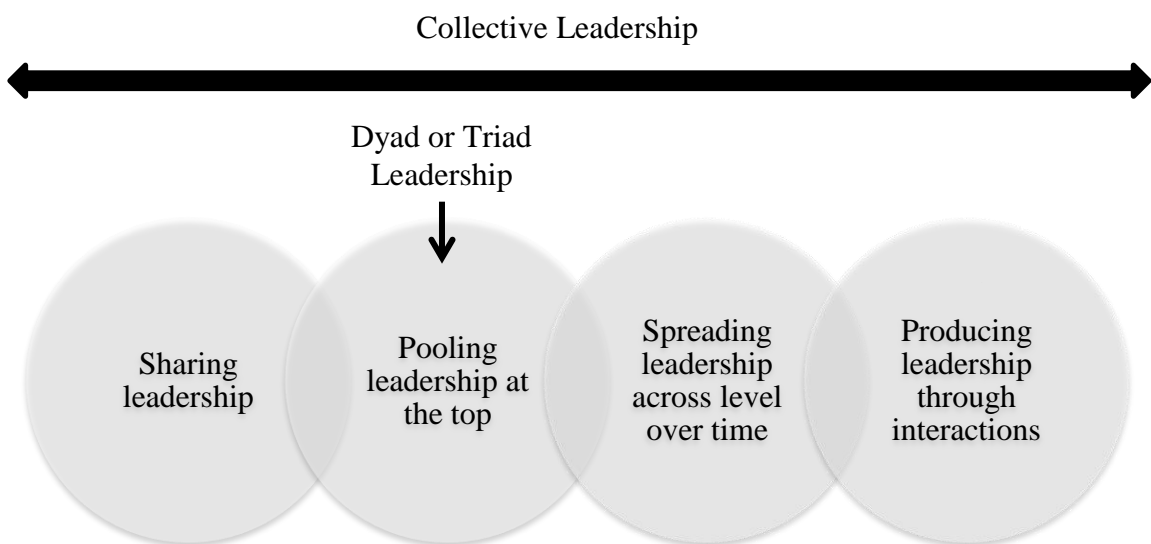 Collective Leadership
Dyad or Triad
Leadership
Sharing
leadership
Pooling
leadership at
the top
Spreading
leadership
across level
over time
Producing
leadership
through
interactions